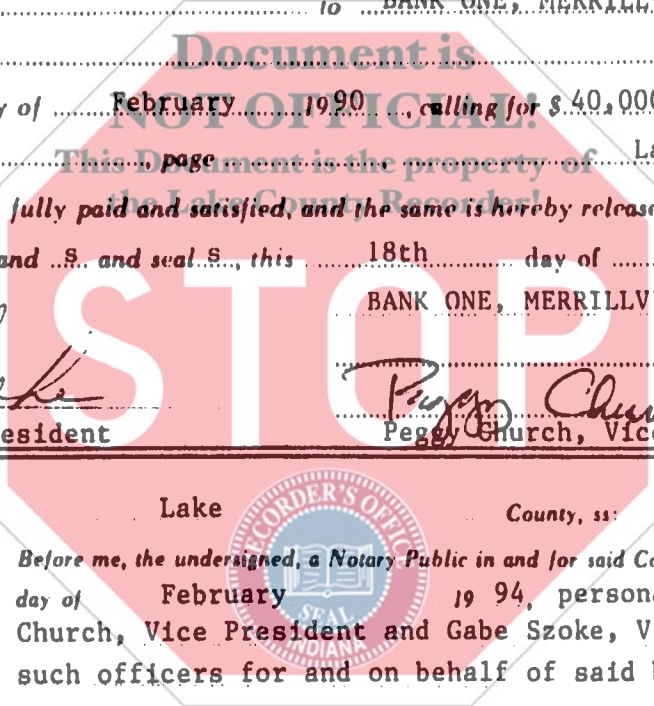 to BANK ONE, MERRILLV
Document is
y of February 1990, calling for $ 40,000
NOT OFFICIAL!
page La
This Document is the property of
the Lake County Recorder!
fully paid and satisfied, and the same is hereby release
and s and seal s, this 18th day of
BANK ONE, MERRILLV
STOP
esident
Peggy Church, Vice
Lake County, ss:
RECORDER'S OFFICE
SEAL
INDIANA
Before me, the undersigned, a Notary Public in and for said Co
day of February 19 94, persona
Church, Vice President and Gabe Szoke, V
such officers for and on behalf of said b